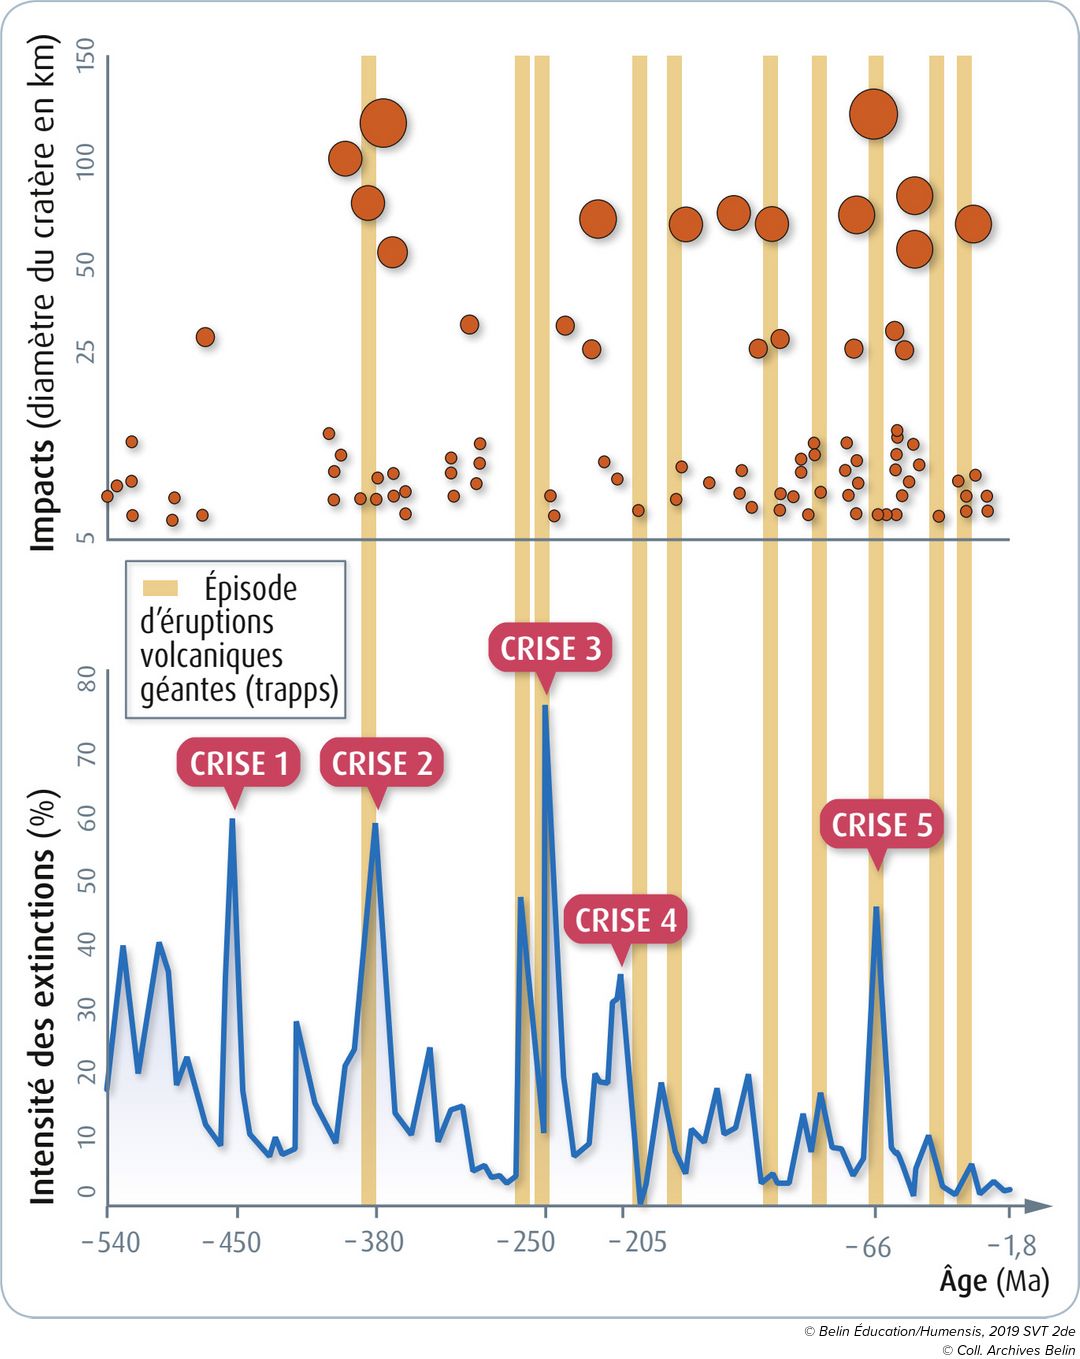 Impacts (diamètre du cratère en km)
150
100
50
25
5
Épisode
d’éruptions
volcaniques
géantes (trapps)
Intensité des extinctions (%)
80
70
60
50
40
30
20
10
0
CRISE 1
CRISE 2
CRISE 3
CRISE 4
CRISE 5
–540
–450
–380
–250
–205
–66
–1,8
Âge (Ma)
© Belin Éducation/Humensis, 2019 SVT 2de
© Coll. Archives Belin